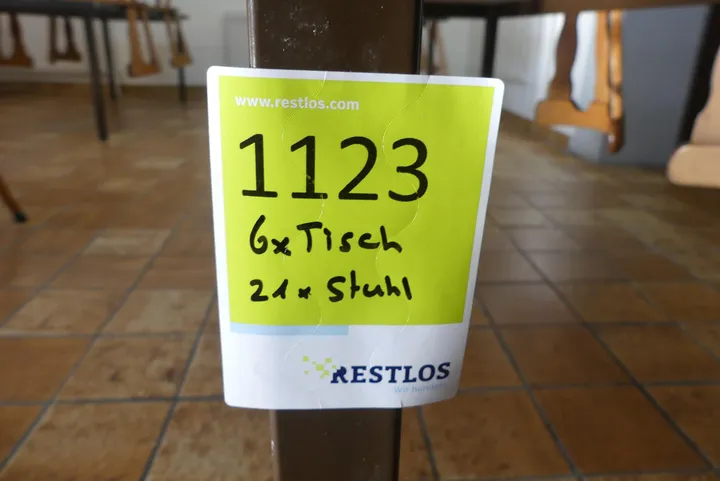 www.restlos.com
1123
6x Tisch
21x Stuhl
RESTLOS